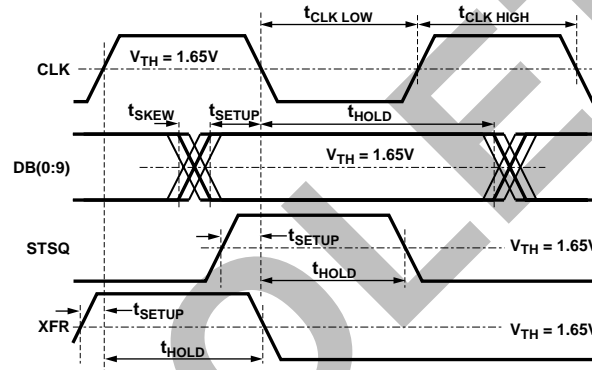 tCLK LOW
tCLK HIGH
CLK
VTH = 1.65V
tSKEW
tSETUP
tHOLD
DB(0:9)
VTH = 1.65V
STSQ
tSETUP
VTH = 1.65V
tHOLD
XFR
tSETUP
VTH = 1.65V
tHOLD
OLE